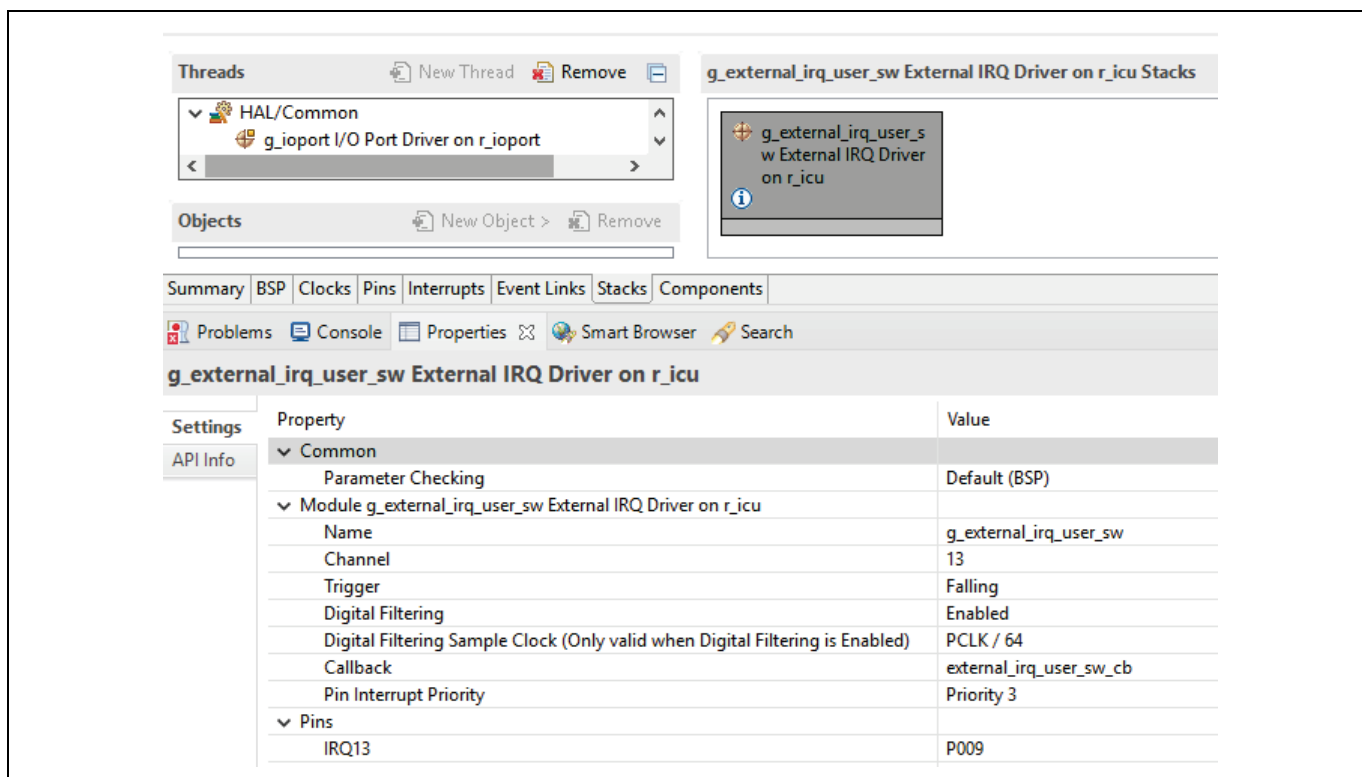 Threads New Thread Remove
HAL/Common
g_ioport I/O Port Driver on r_ioport
Objects New Object > Remove
g_external_irq_user_sw External IRQ Driver on r_icu Stacks
g_external_irq_user_s
w External IRQ Driver
on r_icu
Summary BSP Clocks Pins Interrupts Event Links Stacks Components
Problems Console Properties Smart Browser Search
g_external_irq_user_sw External IRQ Driver on r_icu
Settings
API Info
Property Value
Common
Parameter Checking Default (BSP)
Module g_external_irq_user_sw External IRQ Driver on r_icu
Name g_external_irq_user_sw
Channel 13
Trigger Falling
Digital Filtering Enabled
Digital Filtering Sample Clock (Only valid when Digital Filtering is Enabled) PCLK / 64
Callback external_irq_user_sw_cb
Pin Interrupt Priority Priority 3
Pins
IRQ13 P009